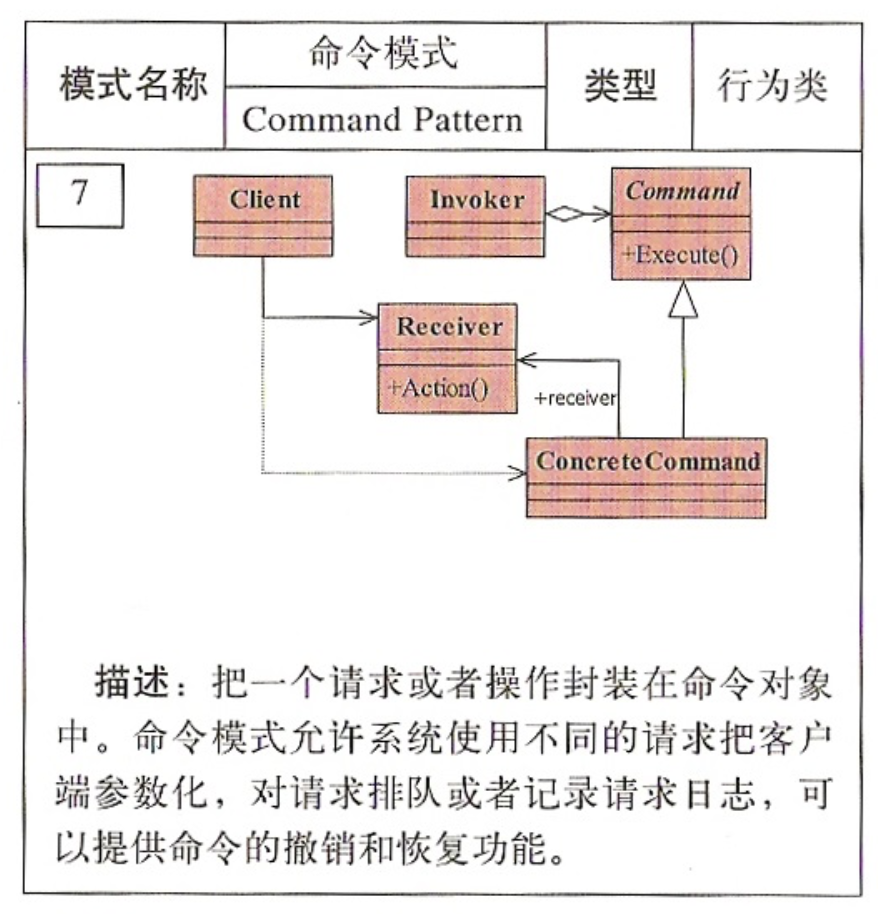 模式名称
命令模式
Command Pattern
类型
行为类
7
Client
Invoker
Command
+Execute()
Receiver
+Action()
+receiver
ConcreteCommand
描述：把一个请求或者操作封装在命令对象
中。命令模式允许系统使用不同的请求把客户
端参数化，对请求排队或者记录请求日志，可
以提供命令的撤销和恢复功能。